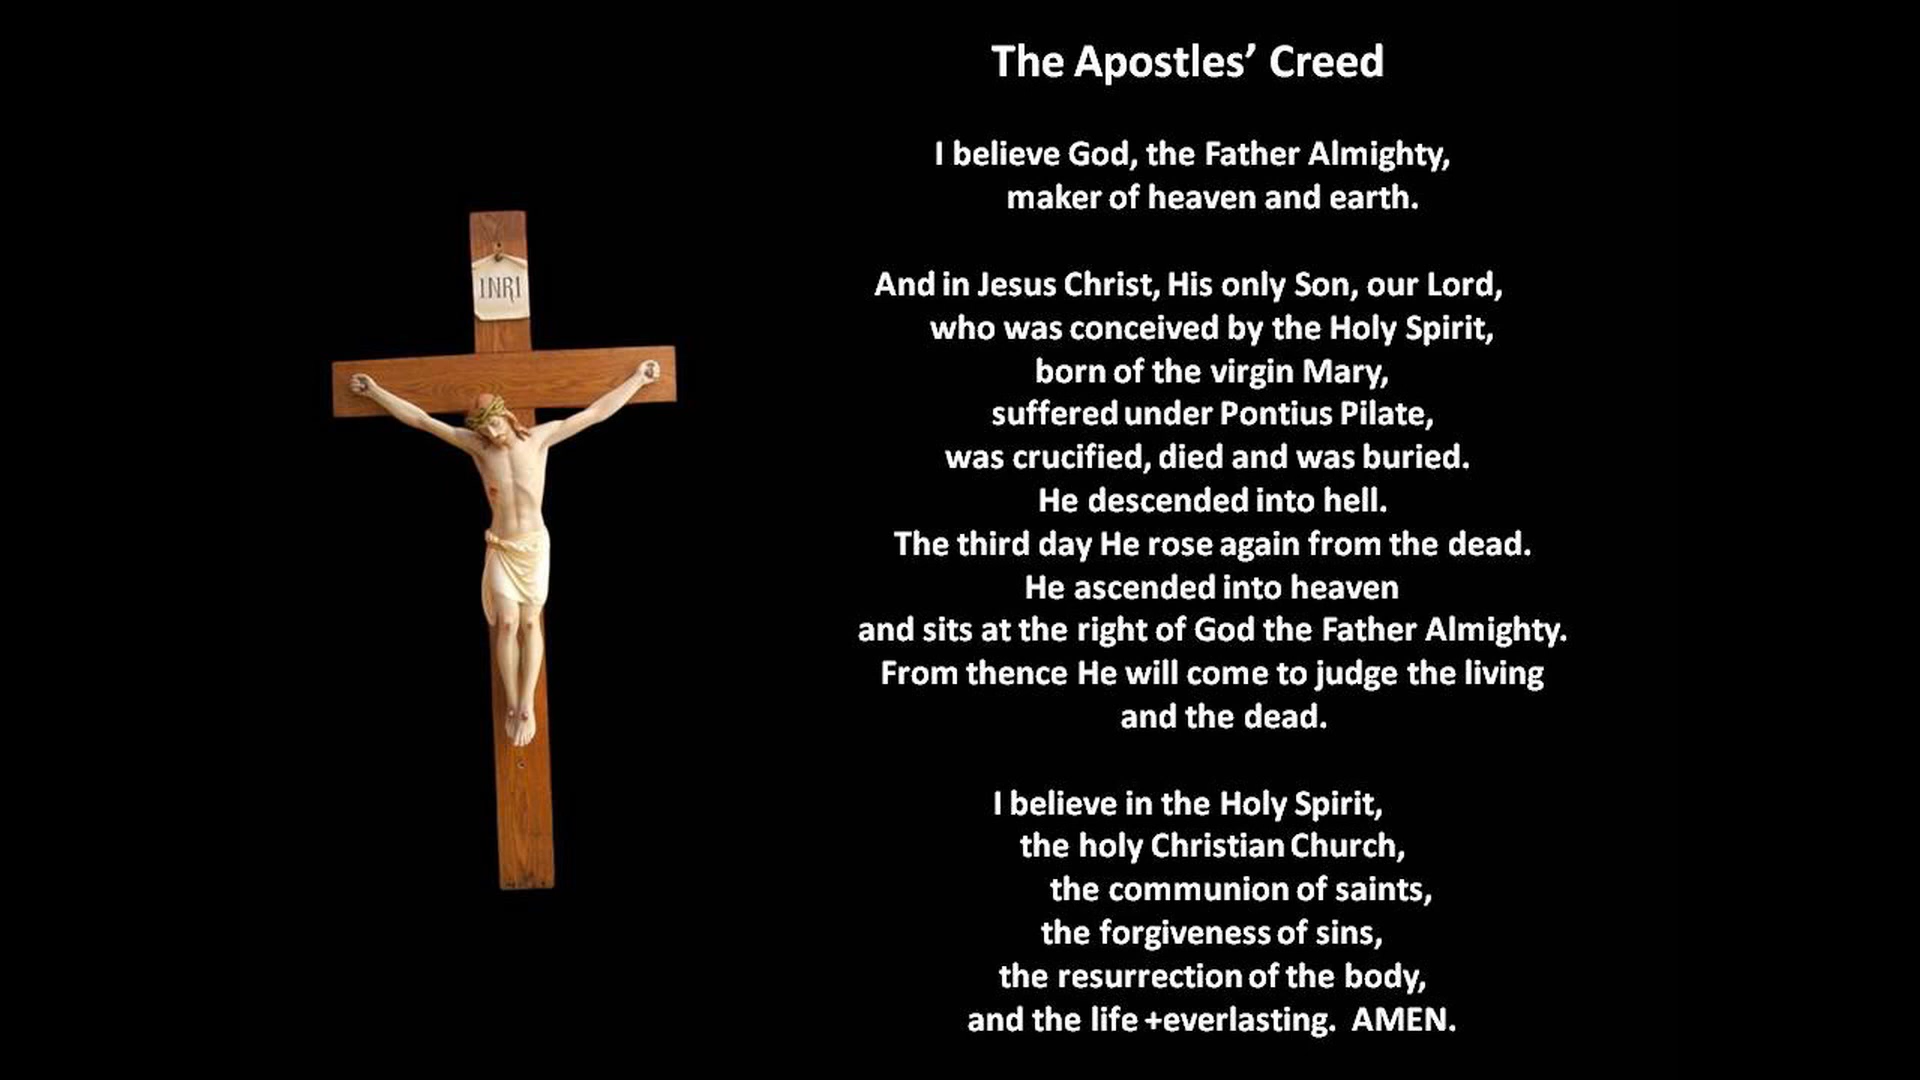 INRI
The Apostles’ Creed
I believe God, the Father Almighty,
maker of heaven and earth.
And in Jesus Christ, His only Son, our Lord,
who was conceived by the Holy Spirit,
born of the virgin Mary,
suffered under Pontius Pilate,
was crucified, died and was buried.
He descended into hell.
The third day He rose again from the dead.
He ascended into heaven
and sits at the right of God the Father Almighty.
From thence He will come to judge the living
and the dead.
I believe in the Holy Spirit,
the holy Christian Church,
the communion of saints,
the forgiveness of sins,
the resurrection of the body,
and the life +everlasting.  AMEN.